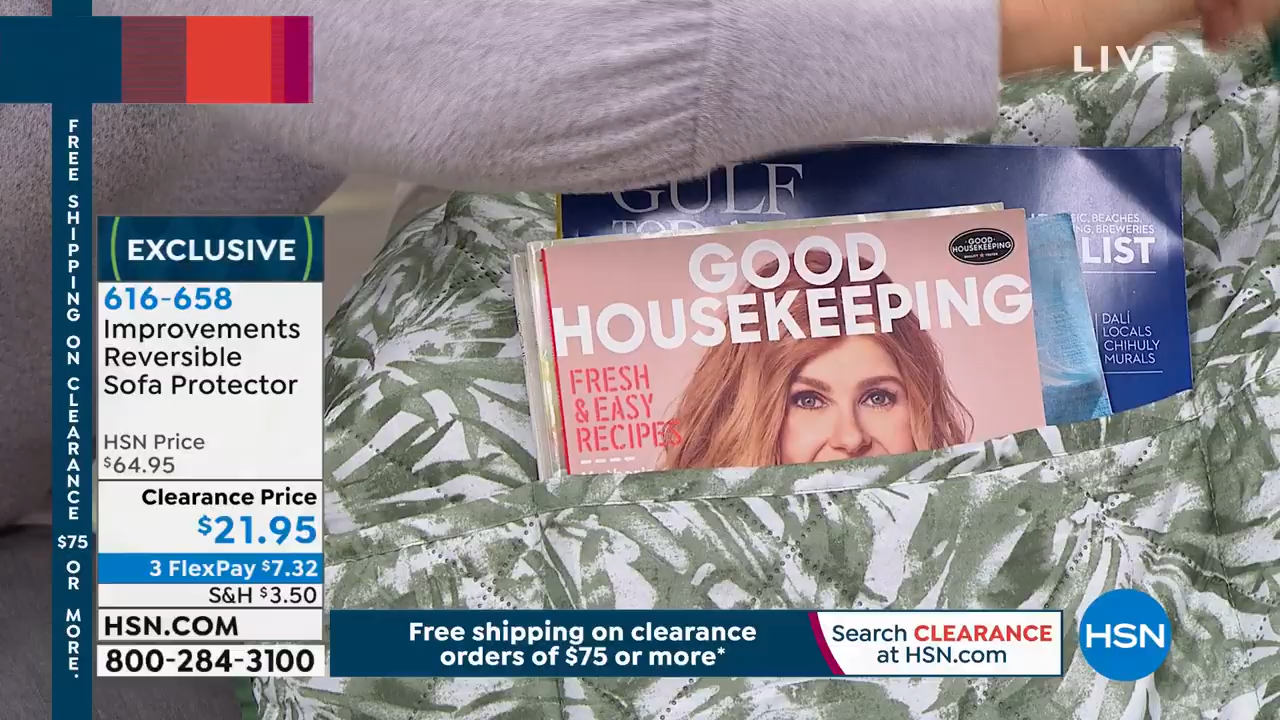 LIVE
FREE SHIPPING ON CLEARANCE $75 OR MORE.
EXCLUSIVE
616-658
Improvements
Reversible
Sofa Protector
HSN Price
$64.95
Clearance Price
$21.95
3 FlexPay $7.32
S&H $3.50
HSN.COM
800-284-3100
GULF
GOOD
HOUSEKEEPING
GOOD
HOUSEKEEPING
FRESH
& EASY
RECIPES
BEACHES,
BREWERIES
LIST
DALÍ
LOCALS
CHIHULY
MURALS
Free shipping on clearance
orders of $75 or more*
Search CLEARANCE
at HSN.com
HSN